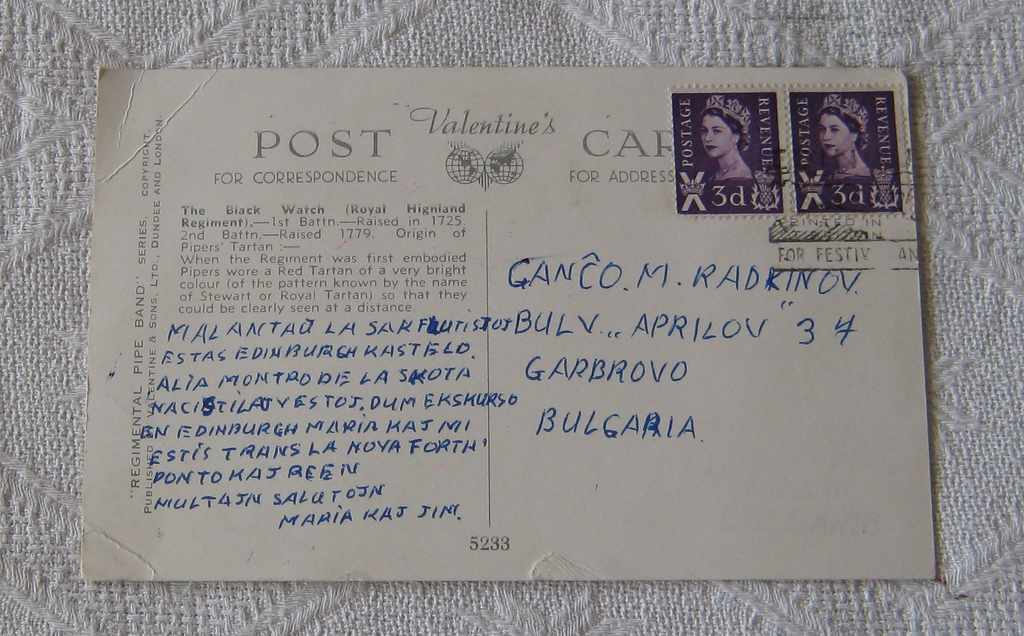 Valentine's
POST CAR
FOR CORRESPONDENCE
FOR ADDRESS
POSTAGE REVENUE 3d
POSTAGE REVENUE 3d
FOR FESTIV AN
"REGIMENTAL PIPE BAND" SERIES. COPYRIGHT.
PUBLISHED VALENTINE & SONS, LTD., DUNDEE AND LONDON.
The Black Watch (Royal Highland
Regiment).—1st Battn.—Raised in 1725.
2nd Battn.—Raised 1779. Origin of
Pipers' Tartan :—
When the Regiment was first embodied
Pipers wore a Red Tartan of a very bright
colour (of the pattern known by the name
of Stewart or Royal Tartan) so that they
could be clearly seen at a distance
MALANTAŬ LA SAKFLUTISTOJ
ESTAS EDINBURGH KASTELO.
ALIA MONTRO DE LA SKOTA
NACISTILAJ VESTOJ. DUM EKSKURSO
EN EDINBURGH MARIA KAJ MI
ESTIS TRANS LA NOVA FORTH'
PONTO KAJ REEN
MULTAJN SALUTOJN
MARIA KAJ JIM.
GANĈO. M. RADKINOV.
BULV. „APRILOV" 34
GARBROVO
BULGARIA.
5233